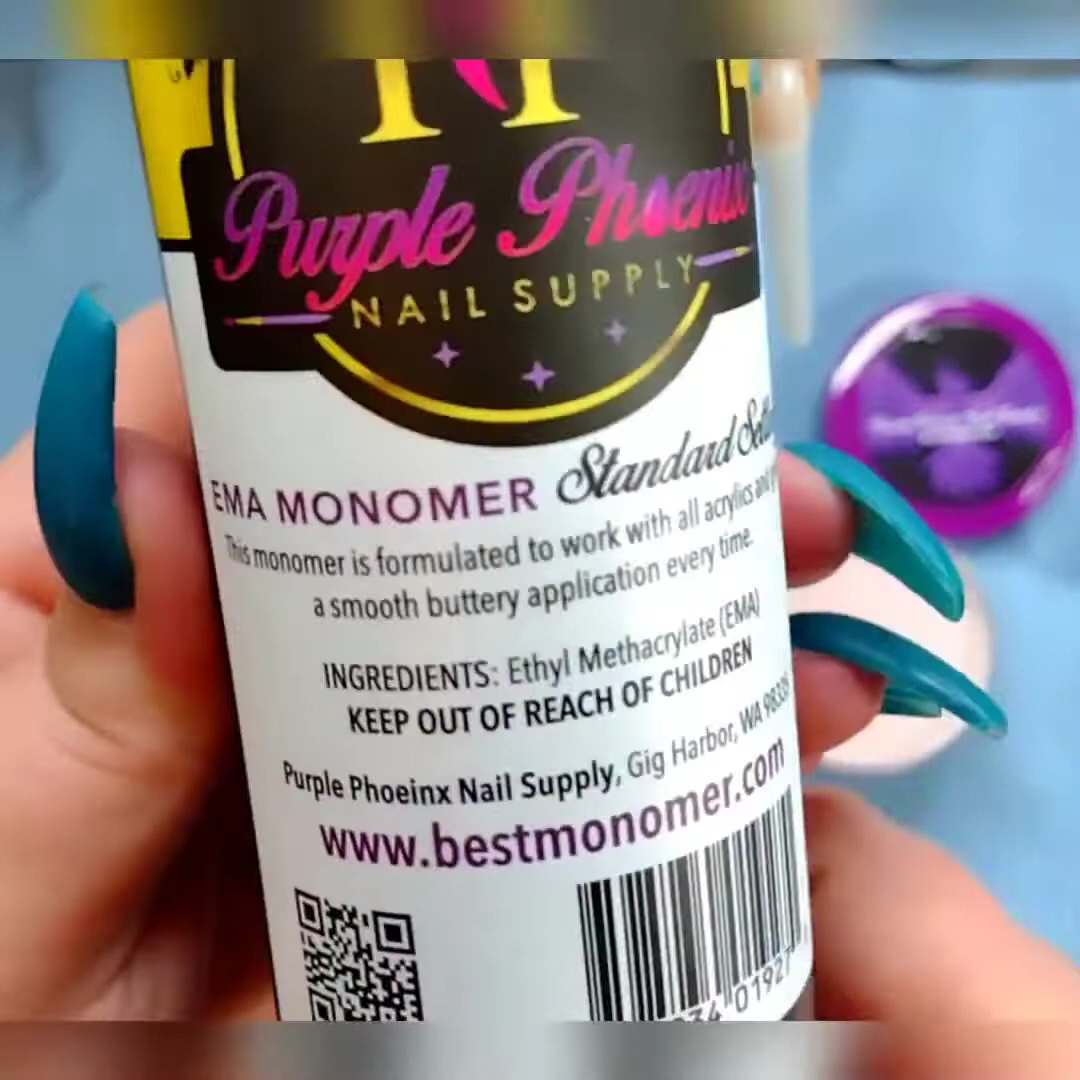 Purple Phoenix
NAIL SUPPLY
EMA MONOMER Standard
This monomer is formulated to work with all acrylics and
a smooth buttery application every time.
INGREDIENTS: Ethyl Methacrylate (EMA)
KEEP OUT OF REACH OF CHILDREN
Purple Phoeinx Nail Supply, Gig Harbor, WA
www.bestmonomer.com
01927